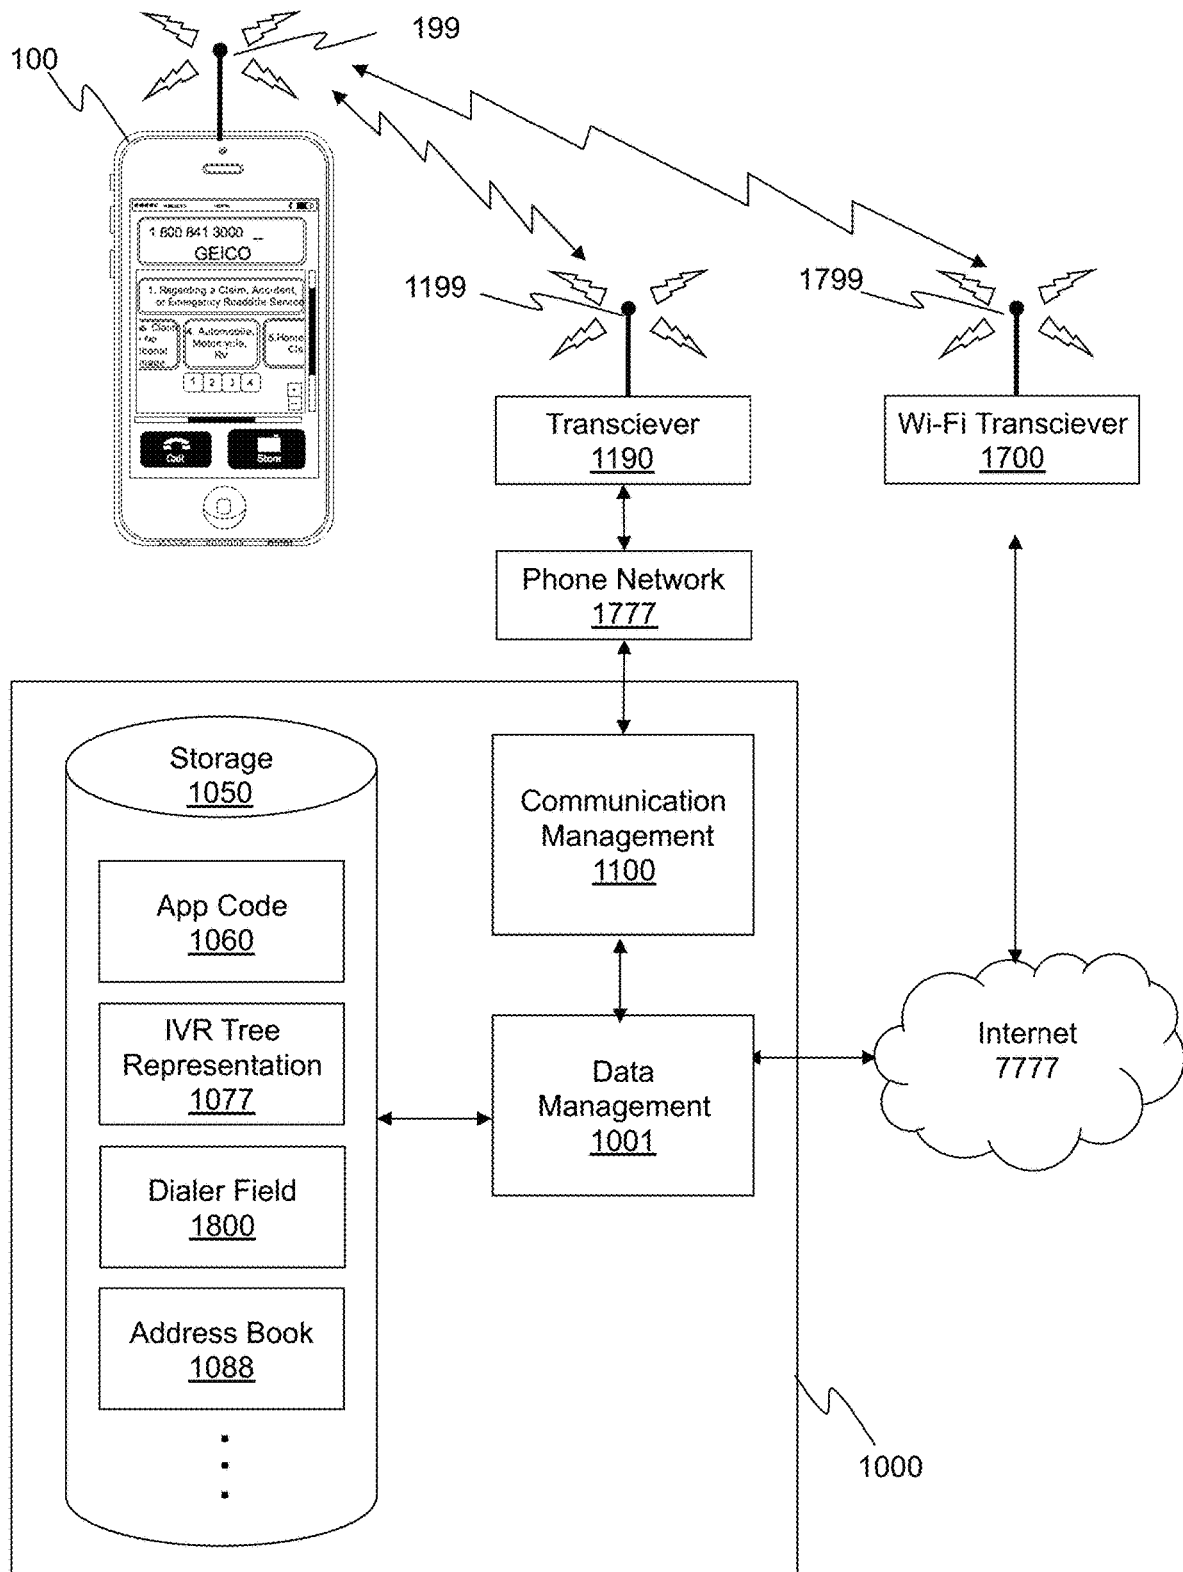 199
100
1 800 841 3000
GEICO
1. Regarding a Claim, Accident,
or Emergency Roadside Service
4. Automobile,
Motorcycle,
RV
5.Home
1 2 3 4
Call
Store
1199
1799
Transciever
1190
Wi-Fi Transciever
1700
Phone Network
1777
Storage
1050
Communication
Management
1100
App Code
1060
IVR Tree
Representation
1077
Data
Management
1001
Internet
7777
Dialer Field
1800
Address Book
1088
1000